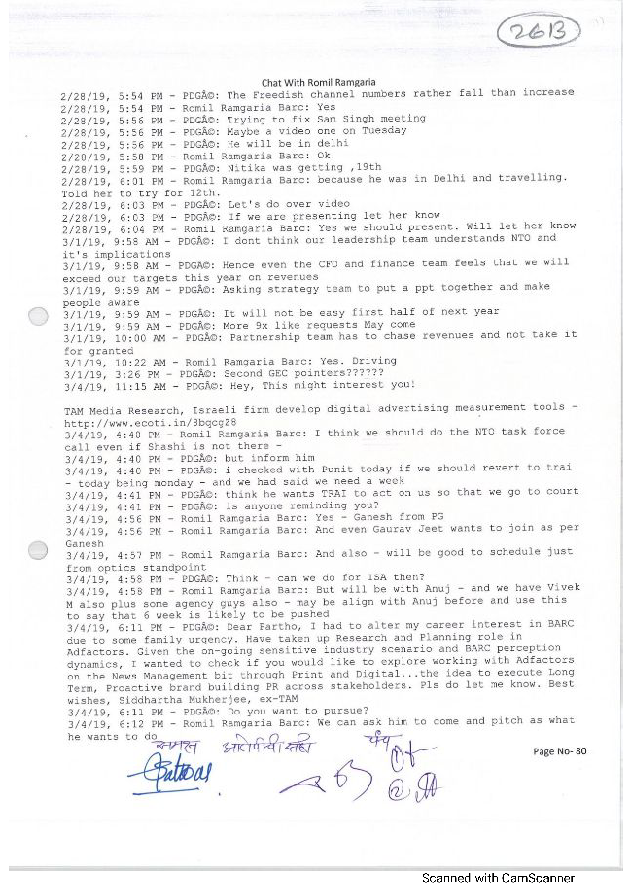 2613
Chat With Romil Ramgaria
2/28/19, 5:54 PM - PDGÂ©: The Freedish channel numbers rather fall than increase
2/28/19, 5:54 PM - Romil Ramgaria Barc: Yes
2/28/19, 5:56 PM - PDGÂ©: Trying to fix San Singh meeting
2/28/19, 5:56 PM - PDGÂ©: Maybe a video one on Tuesday
2/28/19, 5:56 PM - PDGÂ©: He will be in delhi
2/28/19, 5:58 PM - Romil Ramgaria Barc: Ok
2/28/19, 5:59 PM - PDGÂ©: Nitika was getting ,19th
2/28/19, 6:01 PM - Romil Ramgaria Barc: because he was in Delhi and travelling.
Told her to try for 12th.
2/28/19, 6:03 PM - PDGÂ©: Let's do over video
2/28/19, 6:03 PM - PDGÂ©: If we are presenting let her know
2/28/19, 6:04 PM - Romil Ramgaria Barc: Yes we should present. Will let her know
3/1/19, 9:58 AM - PDGÂ©: I dont think our leadership team understands NTO and
it's implications
3/1/19, 9:58 AM - PDGÂ©: Hence even the CFO and finance team feels that we will
exceed our targets this year on revenues
3/1/19, 9:59 AM - PDGÂ©: Asking strategy team to put a ppt together and make
people aware
3/1/19, 9:59 AM - PDGÂ©: It will not be easy first half of next year
3/1/19, 9:59 AM - PDGÂ©: More 9x like requests May come
3/1/19, 10:00 AM - PDGÂ©: Partnership team has to chase revenues and not take it
for granted
3/1/19, 10:22 AM - Romil Ramgaria Barc: Yes. Driving
3/1/19, 3:26 PM - PDGÂ©: Second GEC pointers??????
3/4/19, 11:15 AM - PDGÂ©: Hey, This might interest you!
TAM Media Research, Israeli firm develop digital advertising measurement tools -
http://www.ecoti.in/3bqcg28
3/4/19, 4:40 PM - Romil Ramgaria Barc: I think we should do the NTO task force
call even if Shashi is not there -
3/4/19, 4:40 PM - PDGÂ©: but inform him
3/4/19, 4:40 PM - PDGÂ©: i checked with Punit today if we should revert to trai
- today being monday - and we had said we need a week
3/4/19, 4:41 PM - PDGÂ©: think he wants TRAI to act on us so that we go to court
3/4/19, 4:41 PM - PDGÂ©: is anyone reminding you?
3/4/19, 4:56 PM - Romil Ramgaria Barc: Yes - Ganesh from PG
3/4/19, 4:56 PM - Romil Ramgaria Barc: And even Gaurav Jeet wants to join as per
Ganesh
3/4/19, 4:57 PM - Romil Ramgaria Barc: And also - will be good to schedule just
from optics standpoint
3/4/19, 4:58 PM - PDGÂ©: Think - can we do for ISA then?
3/4/19, 4:58 PM - Romil Ramgaria Barc: But will be with Anuj - and we have Vivek
M also plus sone agency guys also - may be align with Anuj before and use this
to say that 6 week is likely to be pushed
3/4/19, 6:11 PM - PDGÂ©: Dear Partho, I had to alter my career interest in BARC
due to some family urgency. Have taken up Research and Planning role in
Adfactors. Given the on-going sensitive industry scenario and BARC perception
dynamics, I wanted to check if you would like to explore working with Adfactors
on the News Management bit through Print and Digital...the idea to execute Long
Term, Proactive brand building PR across stakeholders. Pls do let me know. Best
wishes, Siddhartha Mukherjee, ex-TAM
3/4/19, 6:11 PM - PDGÂ©: Do you want to pursue?
3/4/19, 6:12 PM - Romil Ramgaria Barc: We can ask him to come and pitch as what
he wants to do
समक्ष आरोपीची सही पंच
Page No- 30
Scanned with CamScanner